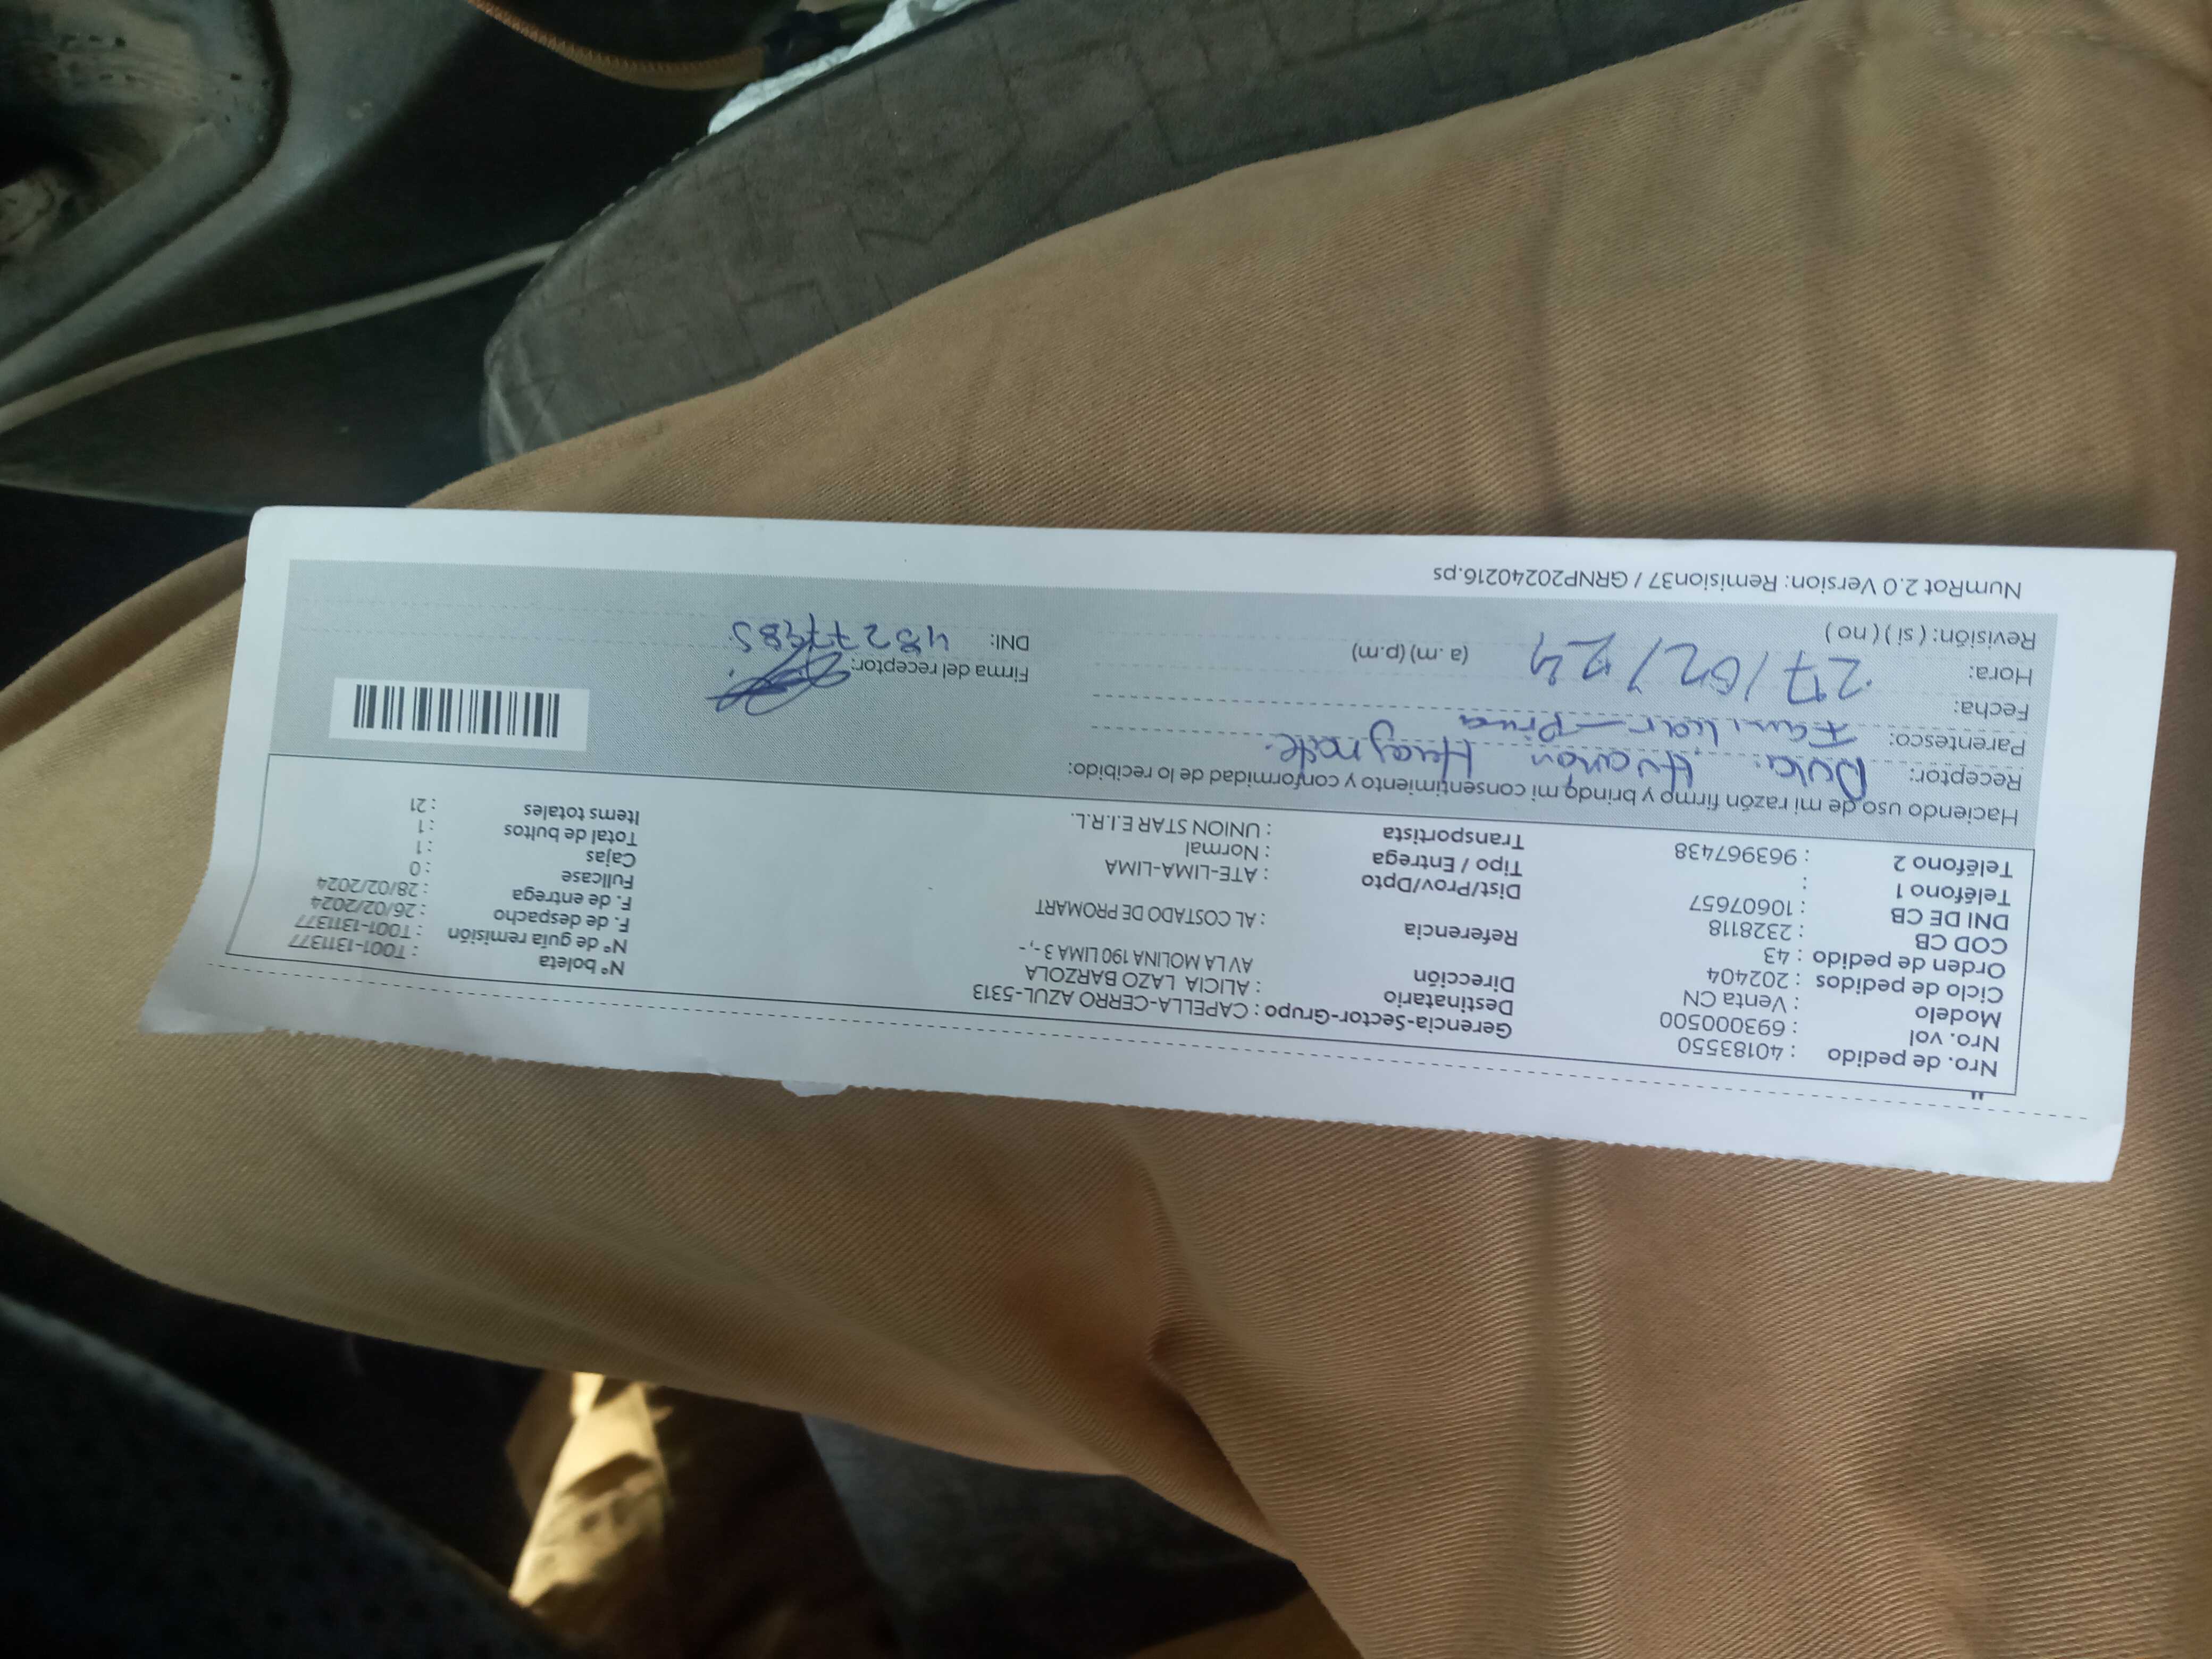 Nro. de pedido : 40183550
Nro. vol : 693000500
Modelo : Venta CN
Ciclo de pedidos : 202404
Orden de pedido : 43
COD CB : 2328118
DNI DE CB : 10607657
Teléfono 1 :
Teléfono 2 : 963967438
Gerencia-Sector-Grupo : CAPELLA-CERRO AZUL-5313
Destinatario : ALICIA LAZO BARZOLA
Dirección AV LA MOLINA 190 LIMA 3 -, -
Referencia : AL COSTADO DE PROMART
Dist/Prov/Dpto : ATE-LIMA-LIMA
Tipo / Entrega : Normal
Transportista : UNION STAR E.I.R.L.
Nº boleta : T001-1311377
Nº de guía remisión : T001-1311377
F. de despacho : 26/02/2024
F. de entrega : 28/02/2024
Fullcase : 0
Cajas : 1
Total de bultos : 1
Items totales : 21
Haciendo uso de mi razón firmo y brindo mi consentimiento y conformidad de lo recibido:
Receptor:
Parentesco: Familiar - Prima
Fecha: 27/02/24
Hora: (a.m) (p.m)
Revisión: ( si ) ( no )
Firma del receptor:
DNI:
NumRot 2.0 Version: Remision37 / GRNP20240216.ps